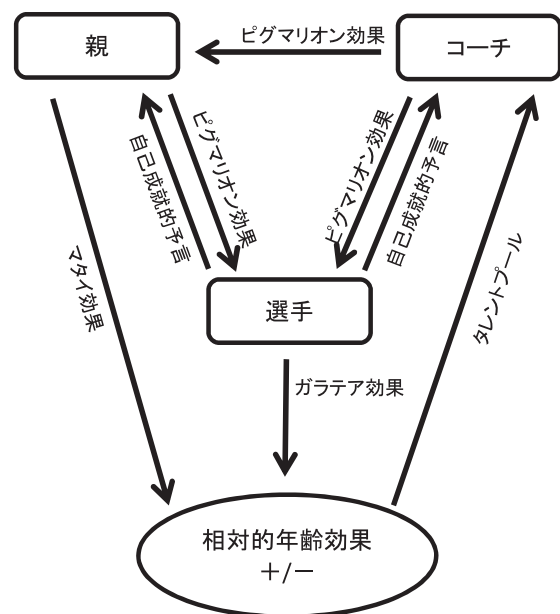 親
ピグマリオン効果
コーチ
自己成就的予言
ピグマリオン効果
ピグマリオン効果
自己成就的予言
マタイ効果
選手
タレントプール
ガラテア効果
相対的年齢効果
+/−